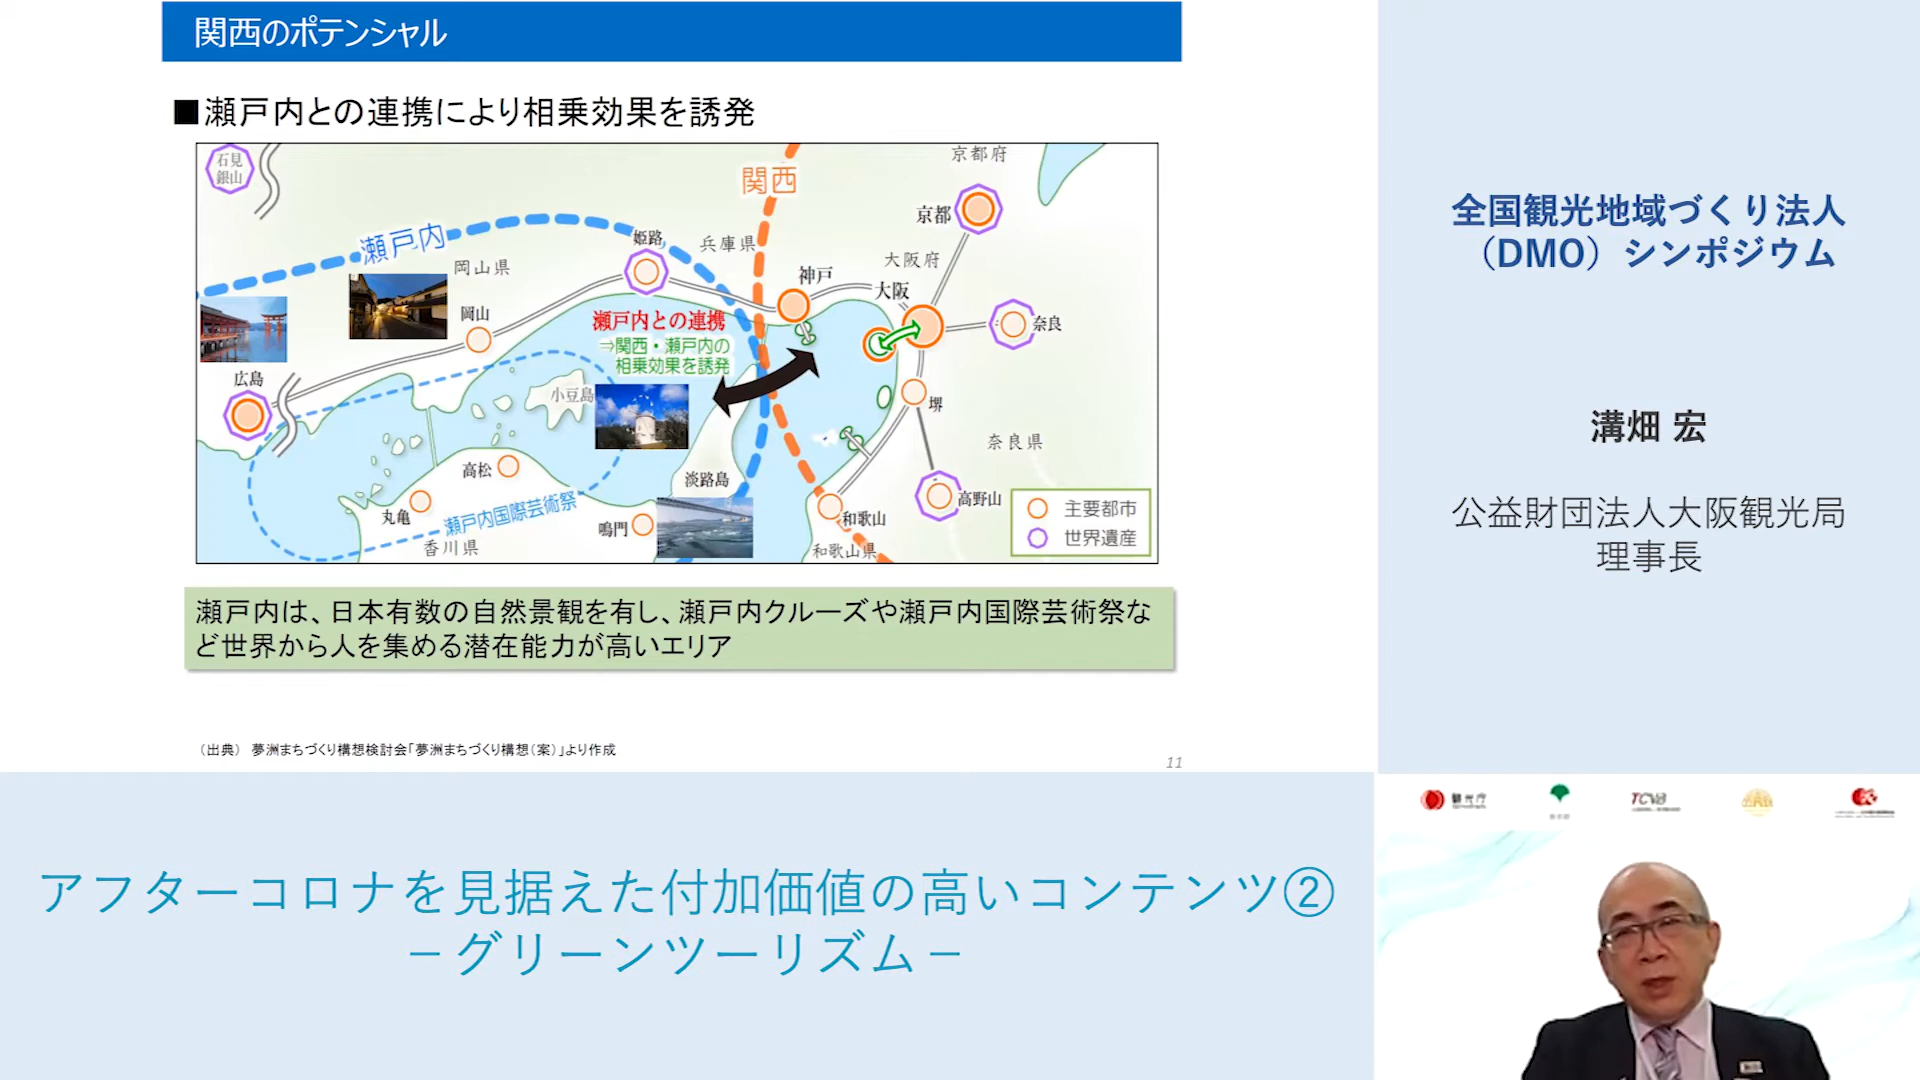 関西のポテンシャル
■瀬戸内との連携により相乗効果を誘発
石見
銀山
関西
京都府
京都
瀬戸内
姫路
兵庫県
岡山県
大阪府
神戸
大阪
岡山
瀬戸内との連携
⇒関西・瀬戸内の
相乗効果を誘発
奈良
広島
小豆島
堺
奈良県
高松
淡路島
高野山
主要都市
丸亀
瀬戸内国際芸術祭
鳴門
和歌山
世界遺産
香川県
和歌山県
瀬戸内は、日本有数の自然景観を有し、瀬戸内クルーズや瀬戸内国際芸術祭な
ど世界から人を集める潜在能力が高いエリア
（出典） 夢洲まちづくり構想検討会「夢洲まちづくり構想（案）」より作成
11
全国観光地域づくり法人
（DMO）シンポジウム
溝畑 宏
公益財団法人大阪観光局
理事長
観光庁
TCVB
アフターコロナを見据えた付加価値の高いコンテンツ②
－グリーンツーリズム－